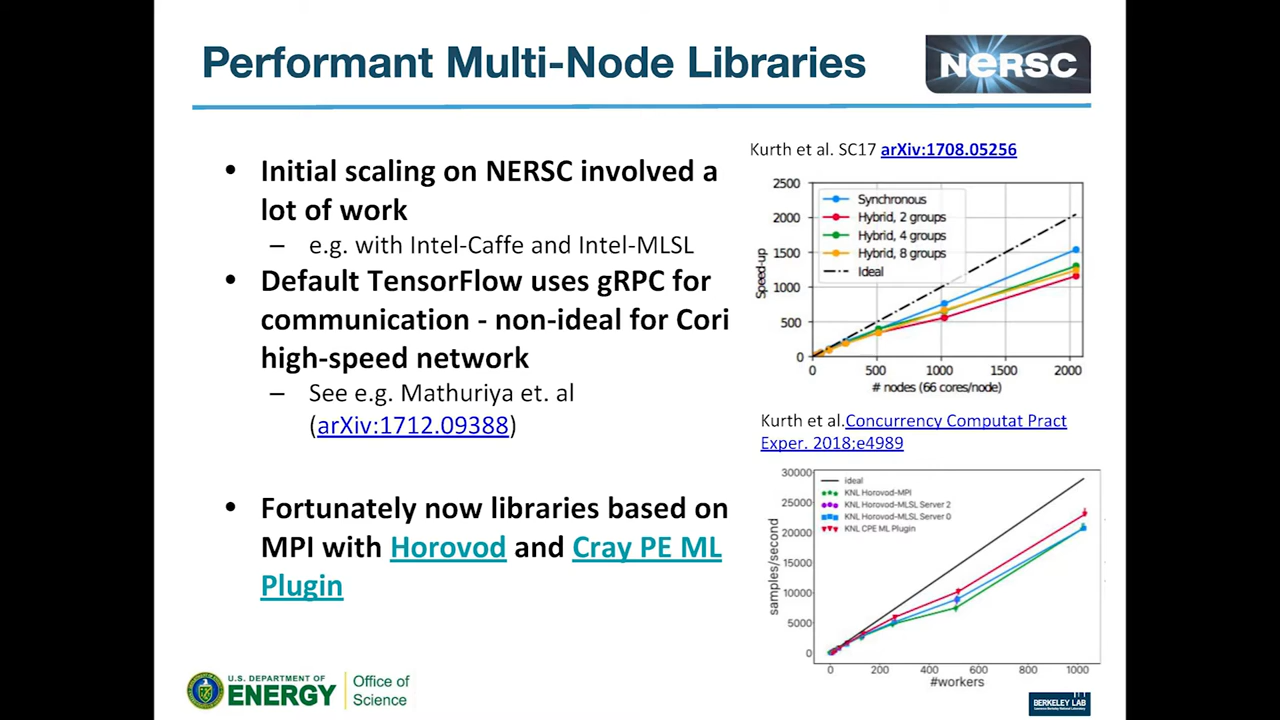 Performant Multi-Node Libraries
NERSC
• Initial scaling on NERSC involved a
lot of work
– e.g. with Intel-Caffe and Intel-MLSL
• Default TensorFlow uses gRPC for
communication - non-ideal for Cori
high-speed network
– See e.g. Mathuriya et. al
(arXiv:1712.09388)
• Fortunately now libraries based on
MPI with Horovod and Cray PE ML
Plugin
Kurth et al. SC17 arXiv:1708.05256
2500
2000
1500
1000
500
0
Speed-up
Synchronous
Hybrid, 2 groups
Hybrid, 4 groups
Hybrid, 8 groups
Ideal
0 500 1000 1500 2000
# nodes (66 cores/node)
Kurth et al.Concurrency Computat Pract
Exper. 2018;e4989
30000
25000
20000
15000
10000
5000
0
samples/second
ideal
KNL Horovod-MPI
KNL Horovod-MLSL Server 2
KNL Horovod-MLSL Server 0
KNL CPE ML Plugin
0 200 400 600 800 1000
#workers
U.S. DEPARTMENT OF
ENERGY
Office of
Science
BERKELEY LAB